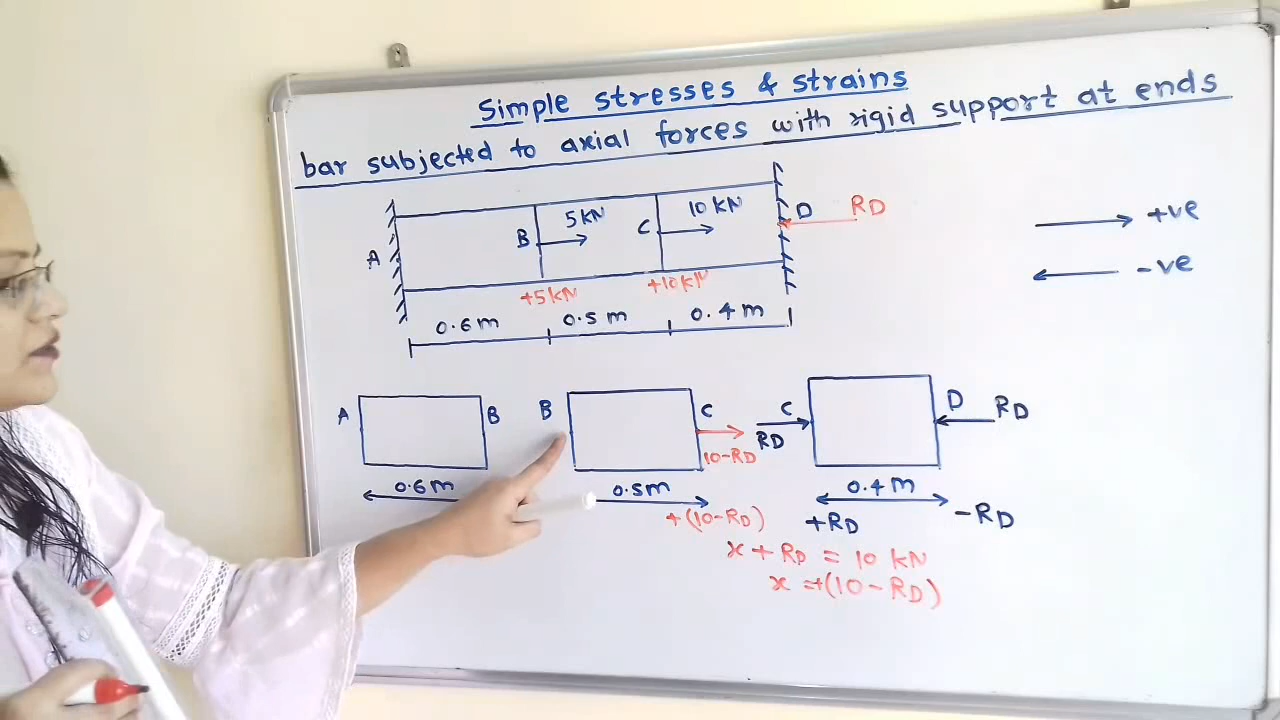 Simple stresses & strains
bar subjected to axial forces with rigid support at ends
5 kN 10 kN D RD
A B C
+5kN +10kN
0.6m 0.5m 0.4m
+ve
-ve
A B B C C D RD
10-RD RD
0.6m 0.5m 0.4m
+(10-RD) +RD -RD
x + RD = 10 kN
x =+(10-RD)